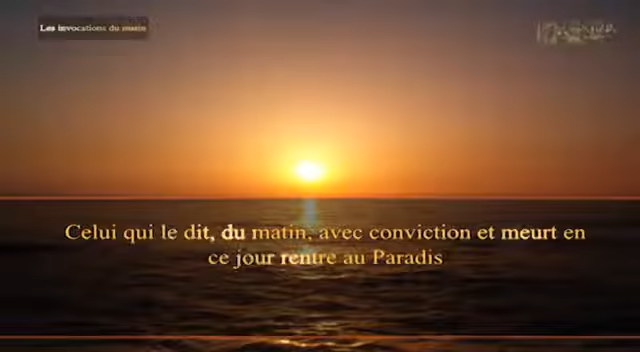 Les invocations du matin
Celui qui le dit, du matin, avec conviction et meurt en
ce jour rentre au Paradis